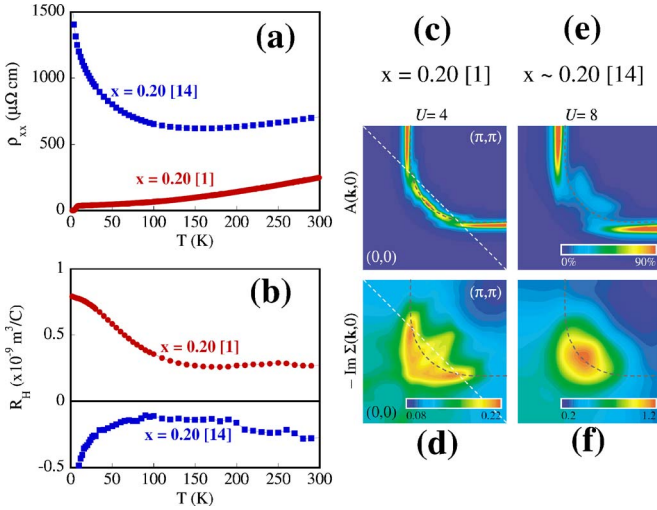 (a)
1500
1000
500
0
ρxx (μΩ cm)
x = 0.20 [14]
x = 0.20 [1]
0 50 100 150 200 250 300
T (K)
(b)
1
0.5
0
-0.5
R_H (x10⁻⁹ m³/C)
x = 0.20 [1]
x = 0.20 [14]
0 50 100 150 200 250 300
T (K)
(c)
x = 0.20 [1]
U= 4
A(k,0)
(π,π)
(0,0)
(e)
x ~ 0.20 [14]
U= 8
0% 90%
− Im Σ(k,0)
(π,π)
(0,0)
0.08 0.22
(d)
0.2 1.2
(f)